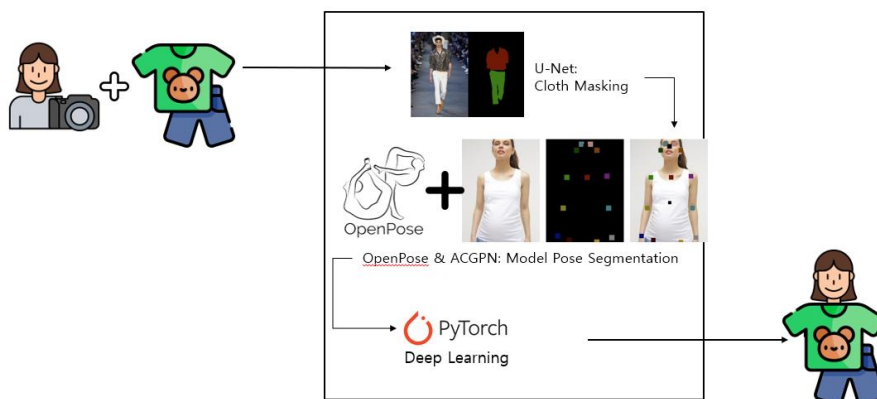 U-Net:
Cloth Masking
OpenPose
OpenPose & ACGPN: Model Pose Segmentation
PyTorch
Deep Learning